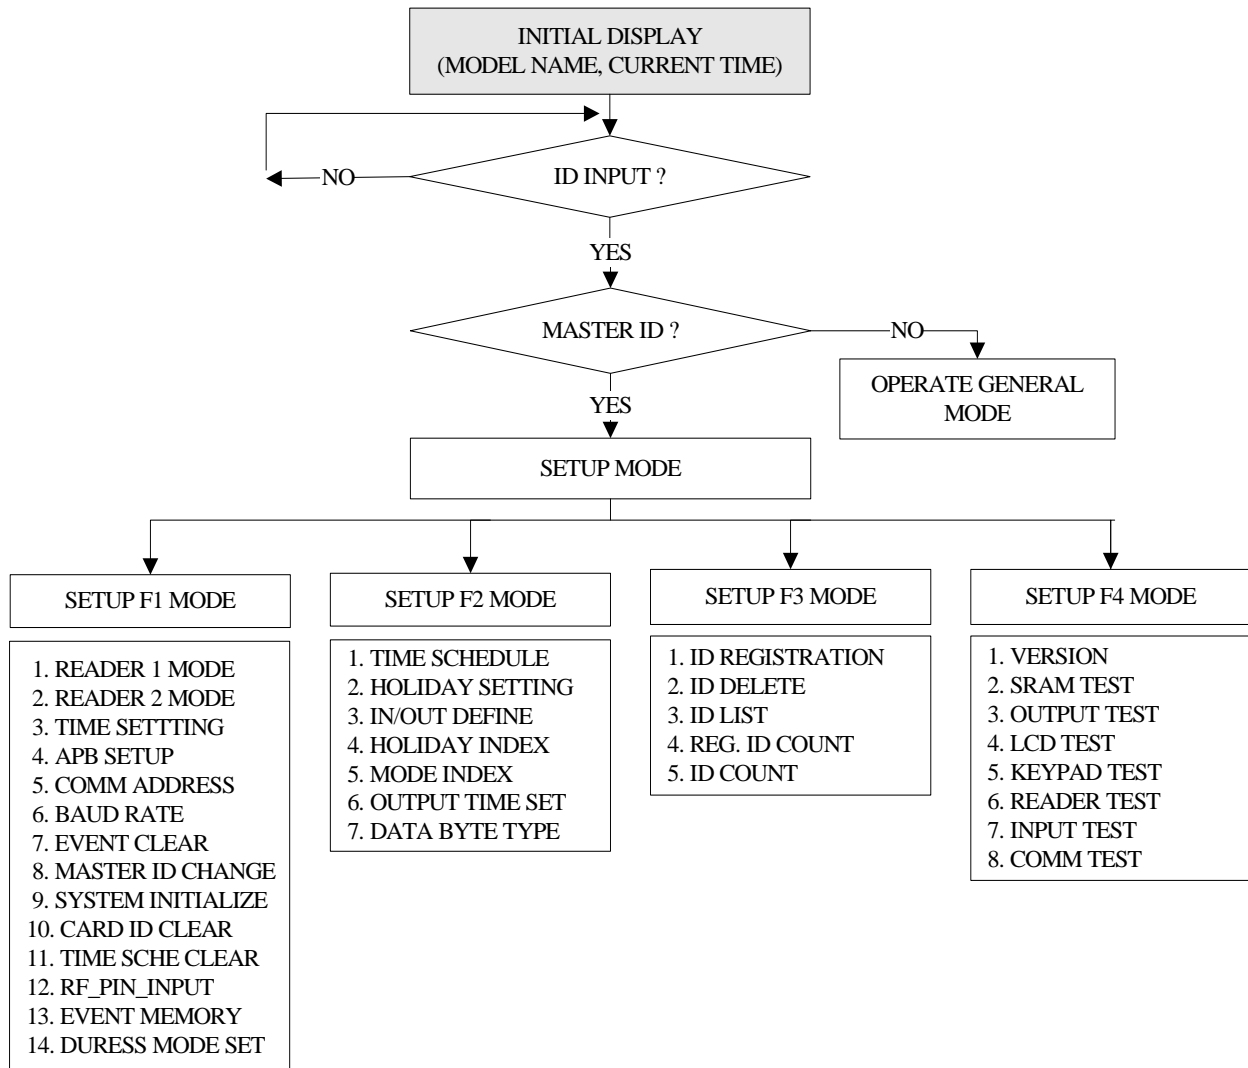 INITIAL DISPLAY
(MODEL NAME, CURRENT TIME)
NO
ID INPUT ?
YES
MASTER ID ?
NO
OPERATE GENERAL
MODE
YES
SETUP MODE
SETUP F1 MODE
1. READER 1 MODE
2. READER 2 MODE
3. TIME SETTTING
4. APB SETUP
5. COMM ADDRESS
6. BAUD RATE
7. EVENT CLEAR
8. MASTER ID CHANGE
9. SYSTEM INITIALIZE
10. CARD ID CLEAR
11. TIME SCHE CLEAR
12. RF_PIN_INPUT
13. EVENT MEMORY
14. DURESS MODE SET
SETUP F2 MODE
1. TIME SCHEDULE
2. HOLIDAY SETTING
3. IN/OUT DEFINE
4. HOLIDAY INDEX
5. MODE INDEX
6. OUTPUT TIME SET
7. DATA BYTE TYPE
SETUP F3 MODE
1. ID REGISTRATION
2. ID DELETE
3. ID LIST
4. REG. ID COUNT
5. ID COUNT
SETUP F4 MODE
1. VERSION
2. SRAM TEST
3. OUTPUT TEST
4. LCD TEST
5. KEYPAD TEST
6. READER TEST
7. INPUT TEST
8. COMM TEST